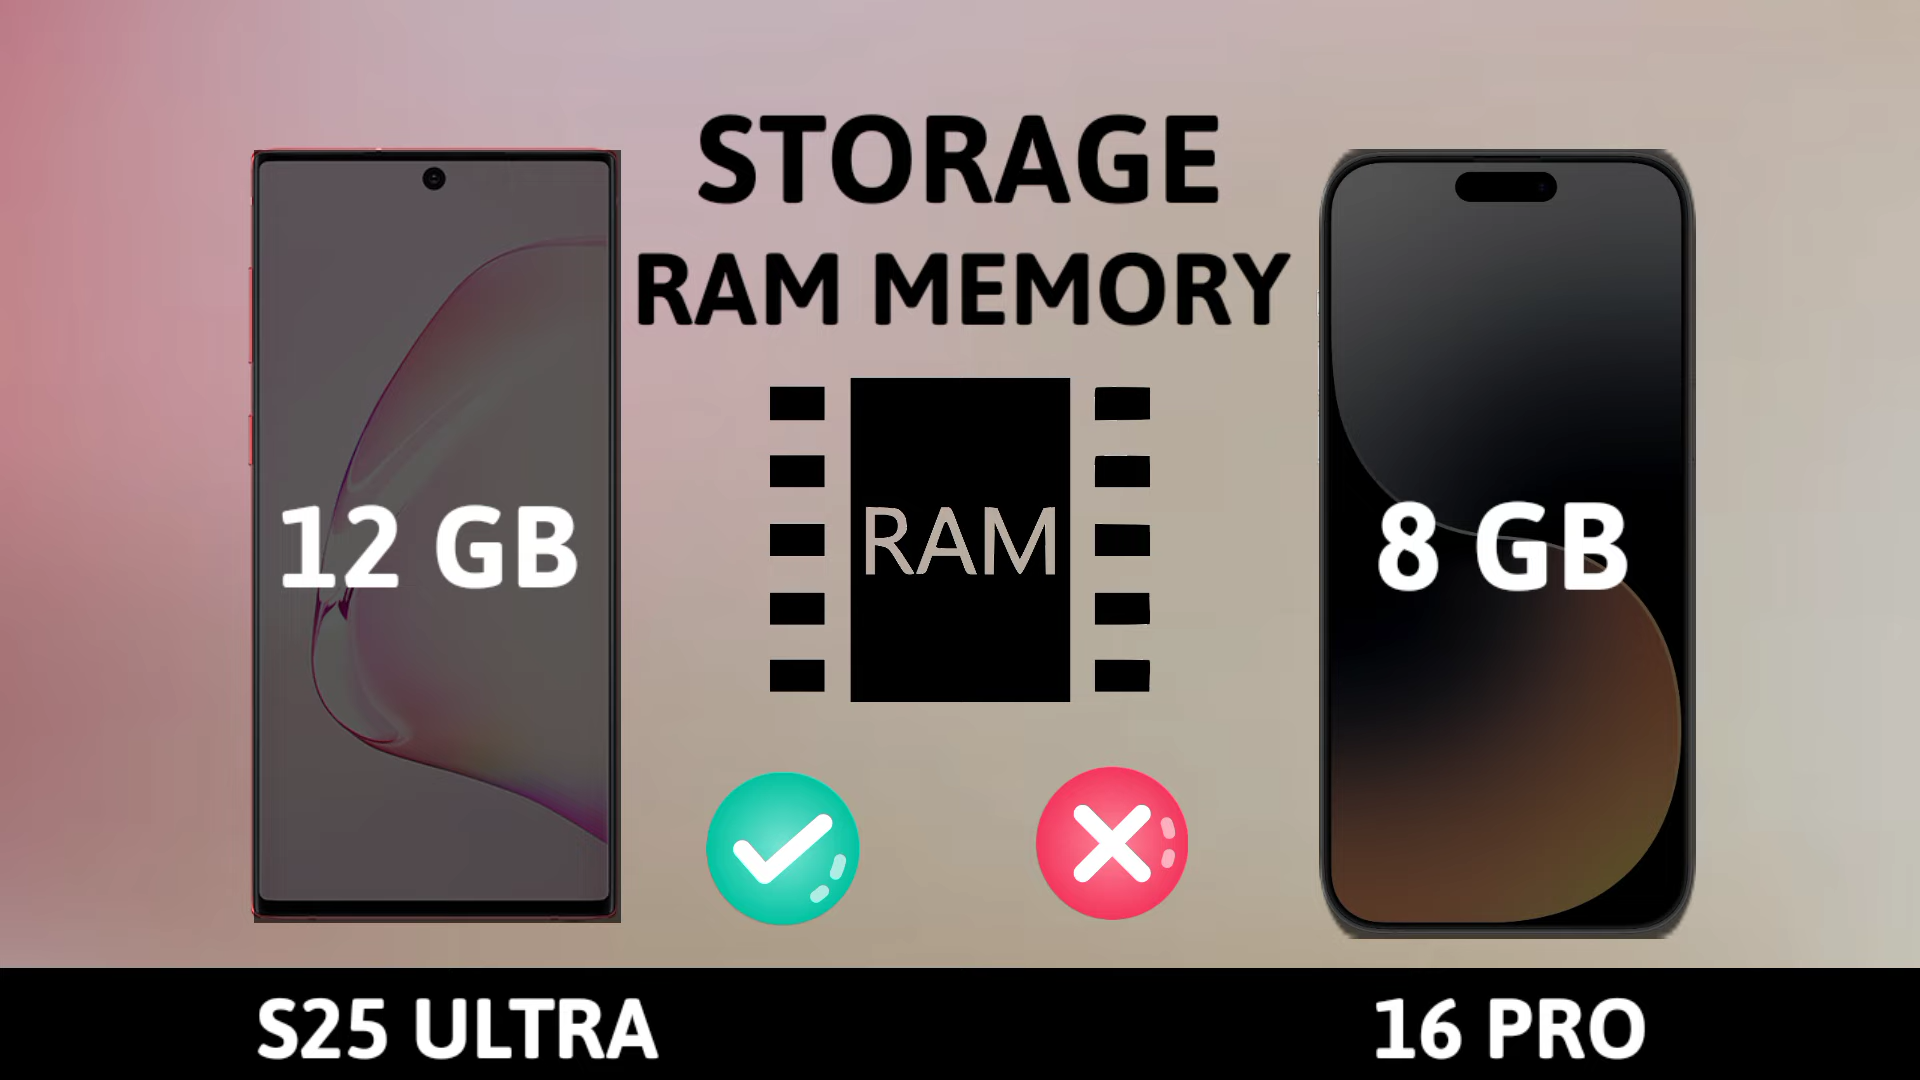 STORAGE
RAM MEMORY
12 GB
RAM
8 GB
S25 ULTRA
16 PRO